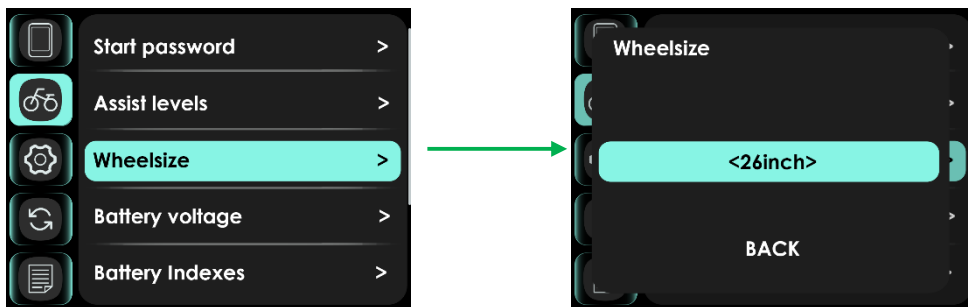 Start password >
Assist levels >
Wheelsize >
Battery voltage >
Battery Indexes >
Wheelsize
<26inch>
BACK